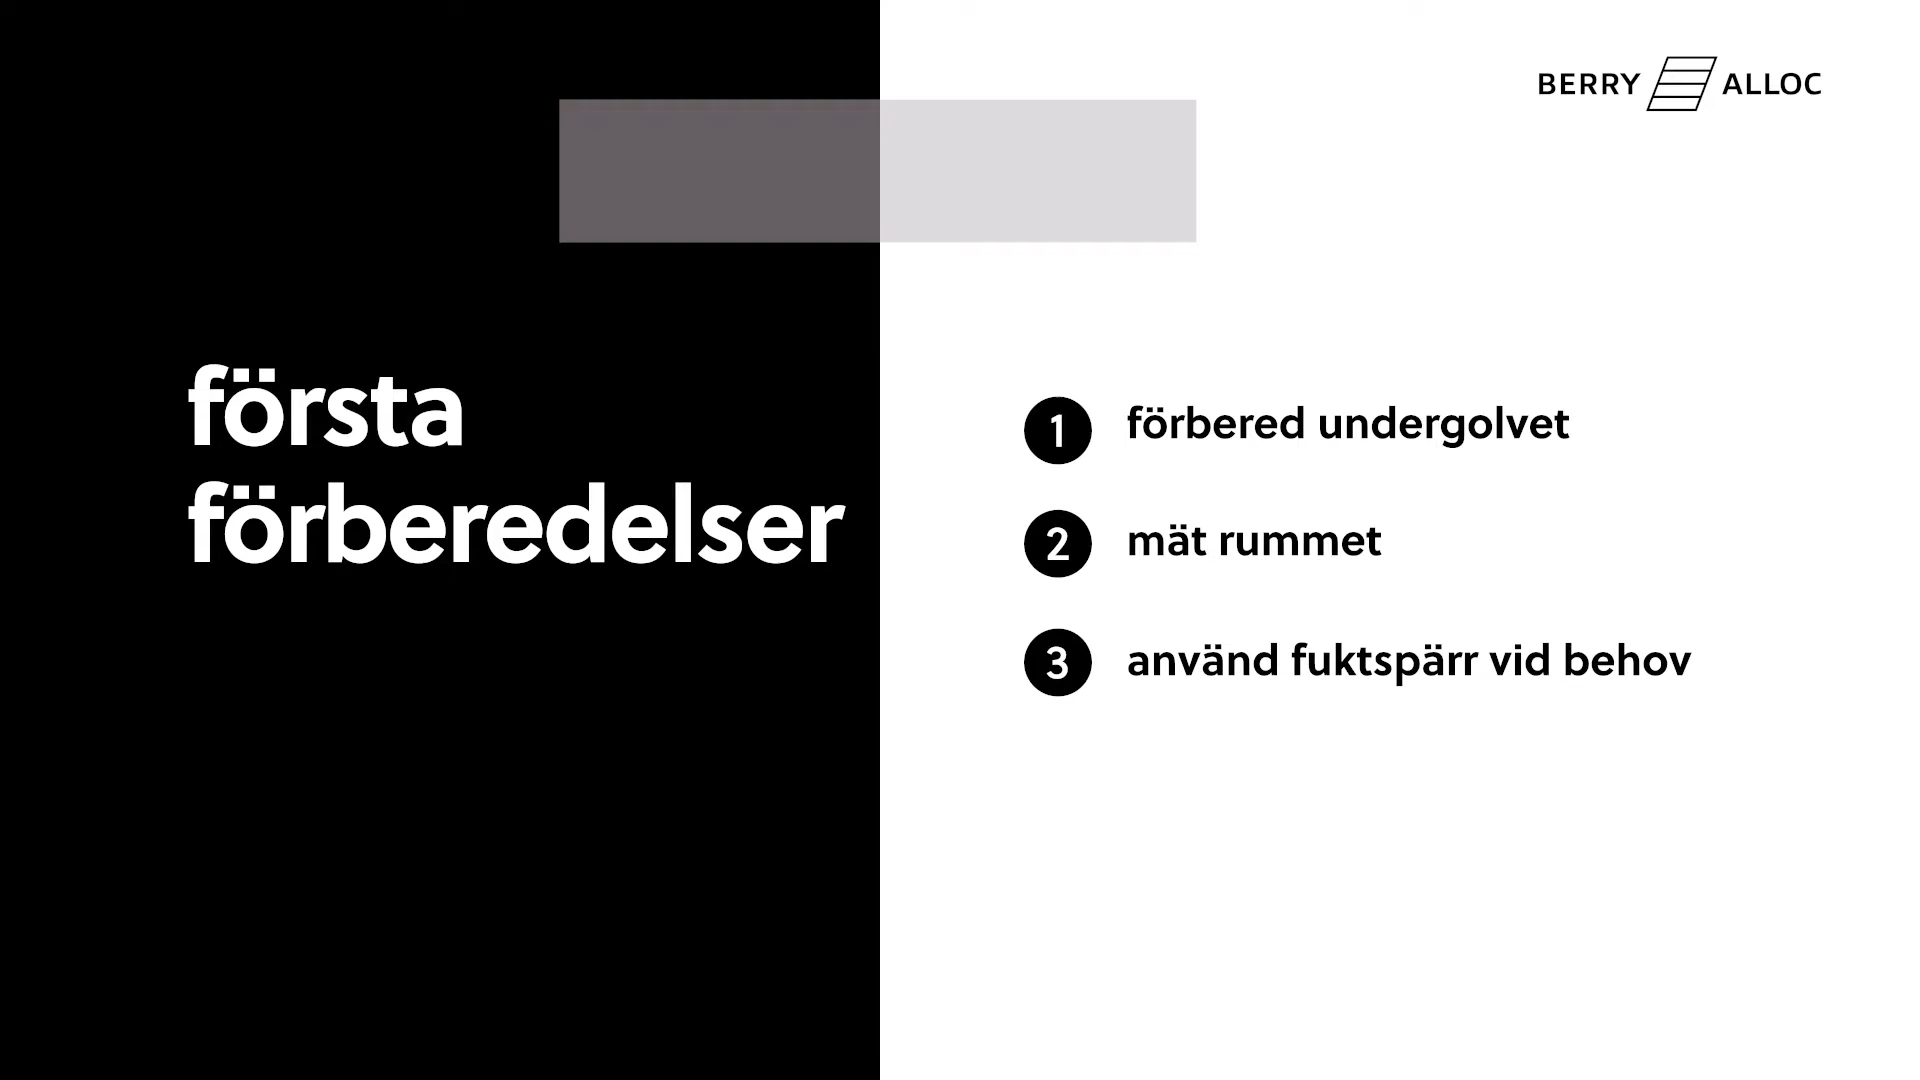 BERRY ALLOC
första
förberedelser
1 förbered undergolvet
2 mät rummet
3 använd fuktspärr vid behov